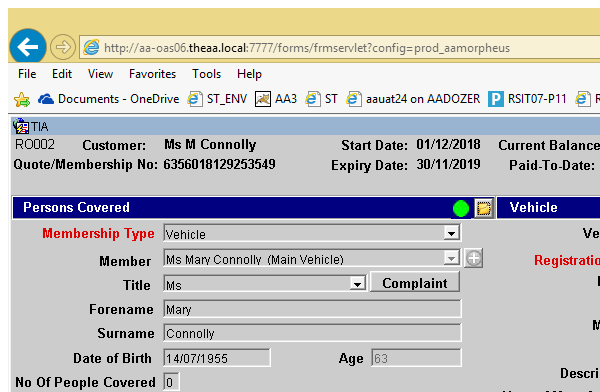 http://aa-oas06.theaa.local:7777/forms/frmservlet?config=prod_aamorpheus
File Edit View Favorites Tools Help
Documents - OneDrive ST_ENV AA3 ST aauat24 on AADOZER RSIT07-P11 R
TIA
RO002 Customer: Ms M Connolly Start Date: 01/12/2018 Current Balance
Quote/Membership No: 6356018129253549 Expiry Date: 30/11/2019 Paid-To-Date:
Persons Covered Vehicle
Membership Type Vehicle Ve
Member Ms Mary Connolly (Main Vehicle) Registratio
Title Ms Complaint
Forename Mary
Surname Connolly M
Date of Birth 14/07/1955 Age 63
No Of People Covered 0 Descri